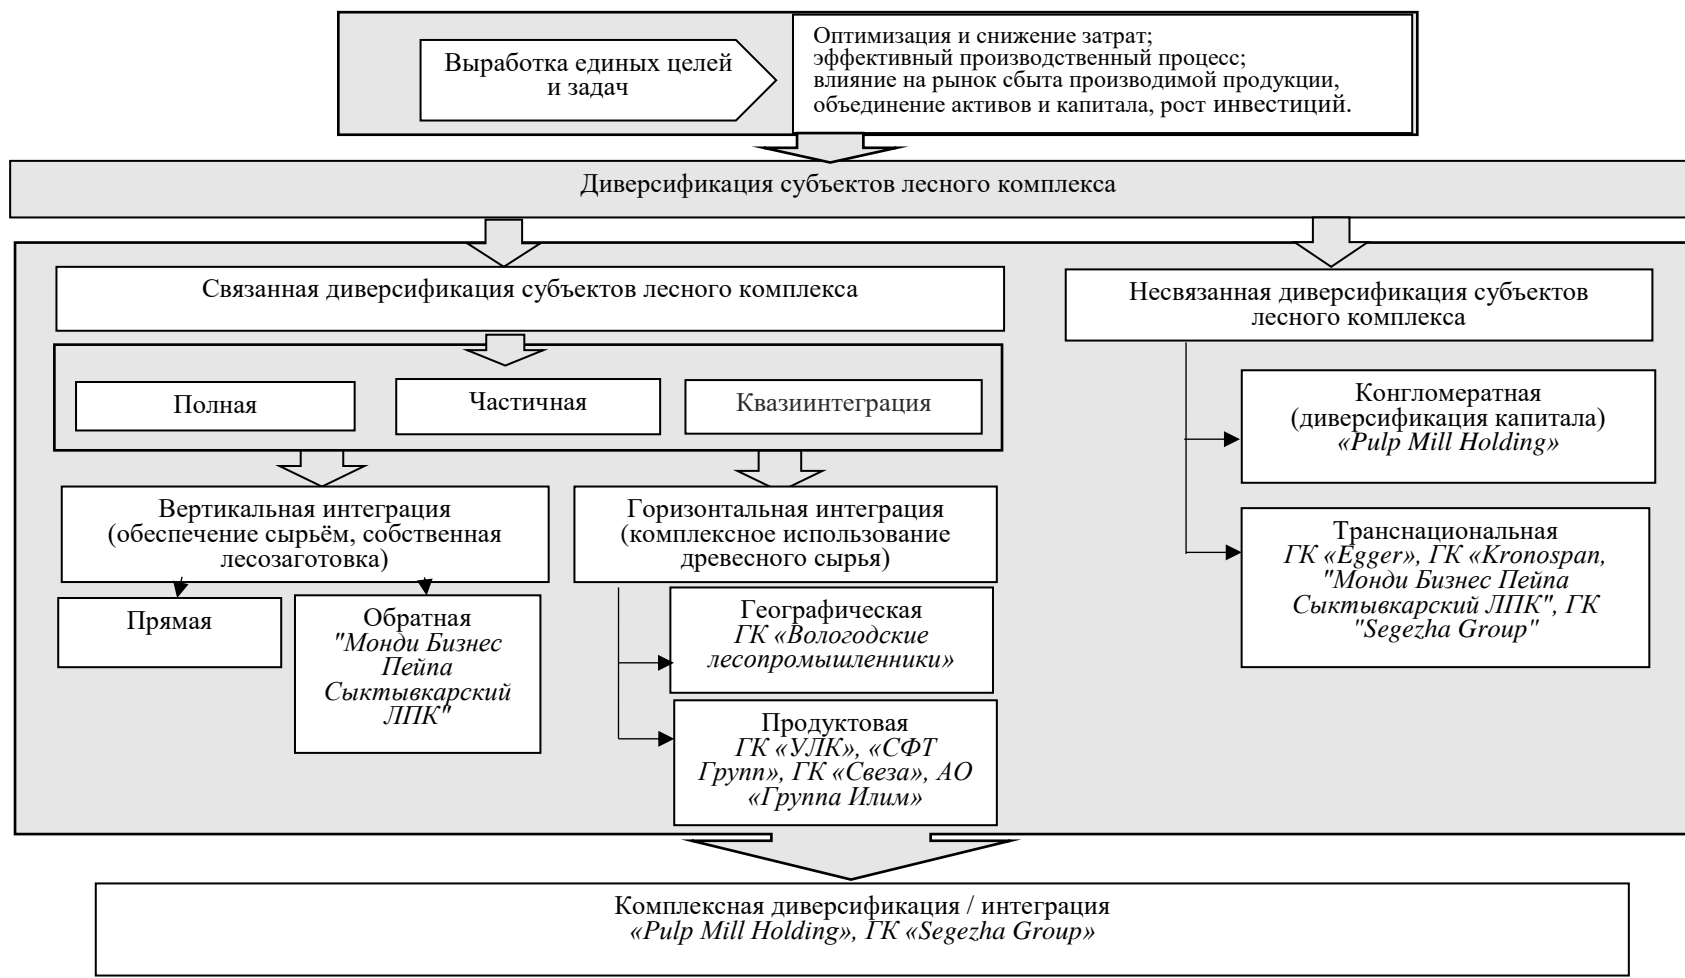 Выработка единых целей
и задач
Оптимизация и снижение затрат;
эффективный производственный процесс;
влияние на рынок сбыта производимой продукции,
объединение активов и капитала, рост инвестиций.
Диверсификация субъектов лесного комплекса
Связанная диверсификация субъектов лесного комплекса
Полная
Частичная
Квазиинтеграция
Вертикальная интеграция
(обеспечение сырьём, собственная
лесозаготовка)
Прямая
Обратная
"Монди Бизнес
Пейпа
Сыктывкарский
ЛПК"
Горизонтальная интеграция
(комплексное использование
древесного сырья)
Географическая
ГК «Вологодские
лесопромышленники»
Продуктовая
ГК «УЛК», «СФТ
Групп», ГК «Свеза», АО
«Группа Илим»
Несвязанная диверсификация субъектов
лесного комплекса
Конгломератная
(диверсификация капитала)
«Pulp Mill Holding»
Транснациональная
ГК «Egger», ГК «Kronospan,
"Монди Бизнес Пейпа
Сыктывкарский ЛПК", ГК
"Segezha Group"
Комплексная диверсификация / интеграция
«Pulp Mill Holding», ГК «Segezha Group»